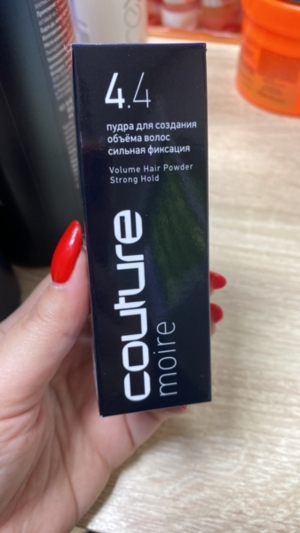 4.4
пудра для создания
объёма волос
сильная фиксация
Volume Hair Powder
Strong Hold
couture
moire